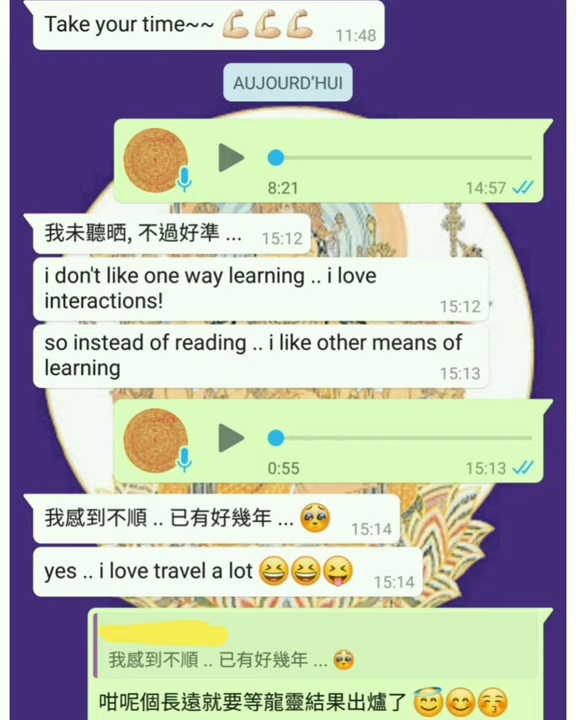 Take your time~~ 💪🏻💪🏻💪🏻 11:48
AUJOURD'HUI
8:21 14:57
我未聽晒, 不過好準 ... 15:12
i don't like one way learning .. i love
interactions! 15:12
so instead of reading .. i like other means of
learning 15:13
0:55 15:13
我感到不順 .. 已有好幾年 ... 🥺 15:14
yes .. i love travel a lot 😆😆😝 15:14
我感到不順 .. 已有好幾年 ... 🥺
咁呢個長遠就要等龍靈結果出爐了 😇😊😚